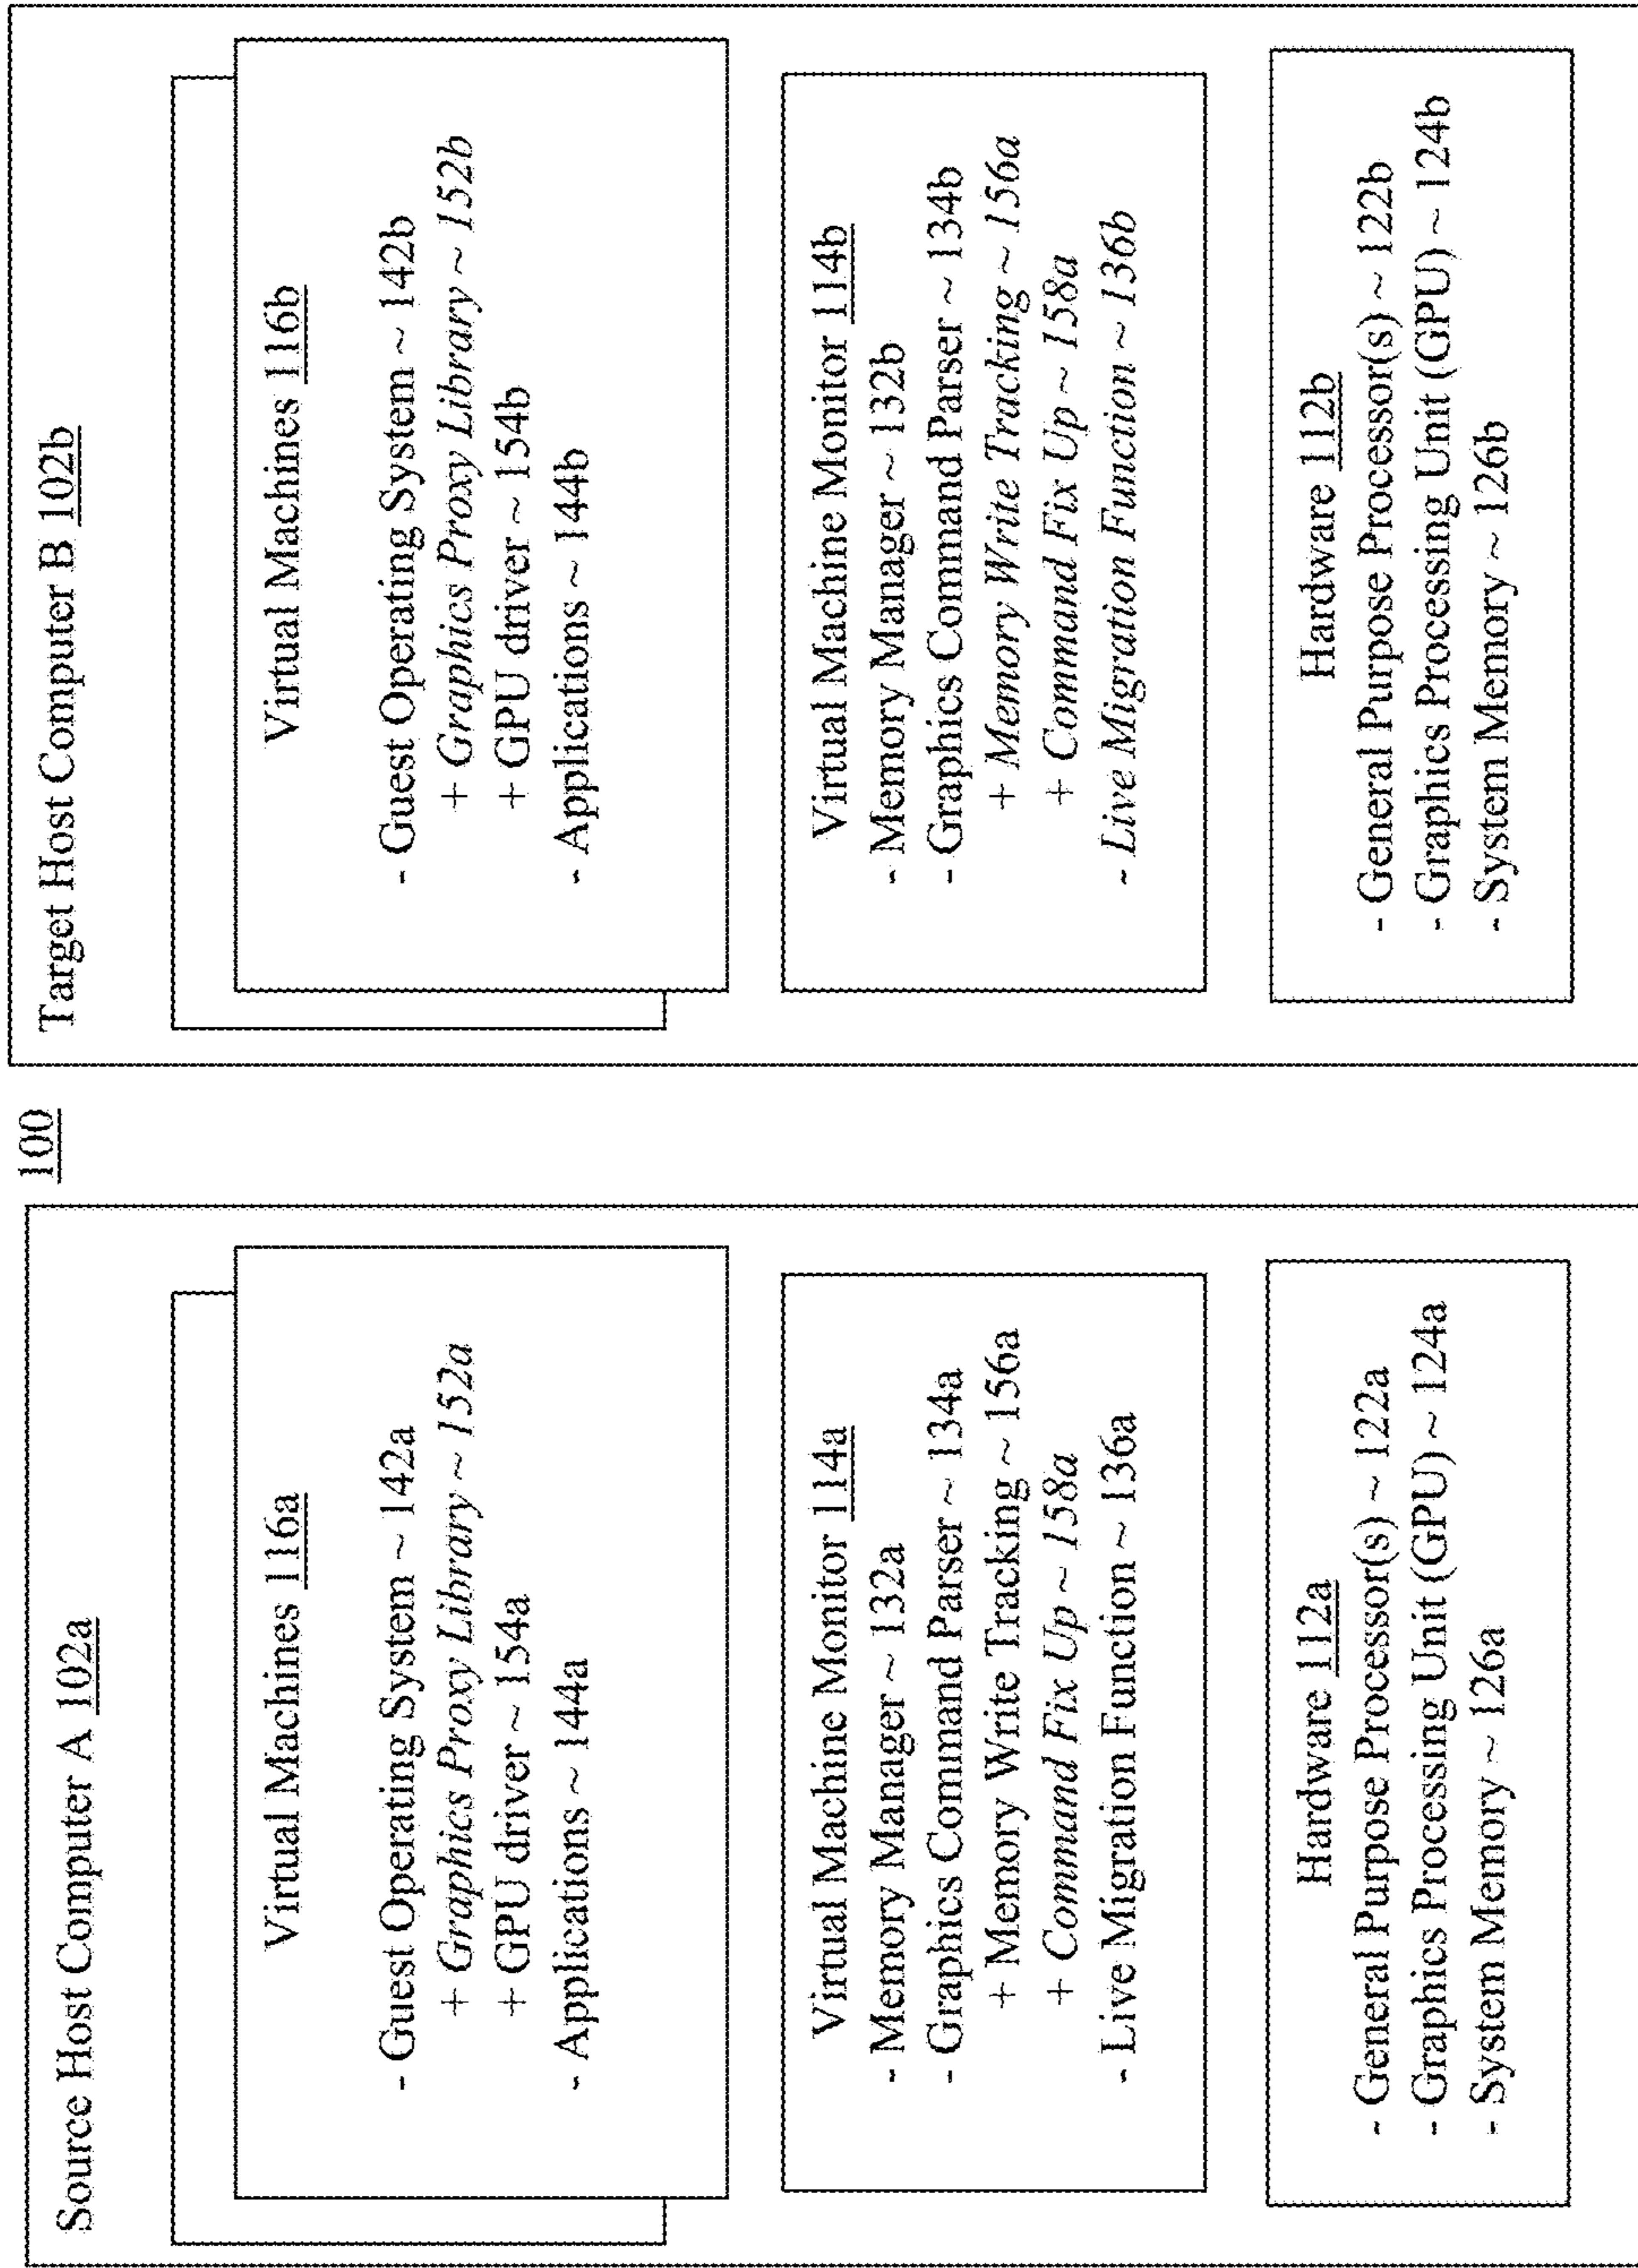 100
Source Host Computer A 102a
Virtual Machines 116a
- Guest Operating System ~ 142a
+ Graphics Proxy Library ~ 152a
+ GPU driver ~ 154a
- Applications ~ 144a
Virtual Machine Monitor 114a
- Memory Manager ~ 132a
- Graphics Command Parser ~ 134a
+ Memory Write Tracking ~ 156a
+ Command Fix Up ~ 158a
- Live Migration Function ~ 136a
Hardware 112a
- General Purpose Processor(s) ~ 122a
- Graphics Processing Unit (GPU) ~ 124a
- System Memory ~ 126a
Target Host Computer B 102b
Virtual Machines 116b
- Guest Operating System ~ 142b
+ Graphics Proxy Library ~ 152b
+ GPU driver ~ 154b
- Applications ~ 144b
Virtual Machine Monitor 114b
- Memory Manager ~ 132b
- Graphics Command Parser ~ 134b
+ Memory Write Tracking ~ 156a
+ Command Fix Up ~ 158a
- Live Migration Function ~ 136b
Hardware 112b
- General Purpose Processor(s) ~ 122b
- Graphics Processing Unit (GPU) ~ 124b
- System Memory ~ 126b